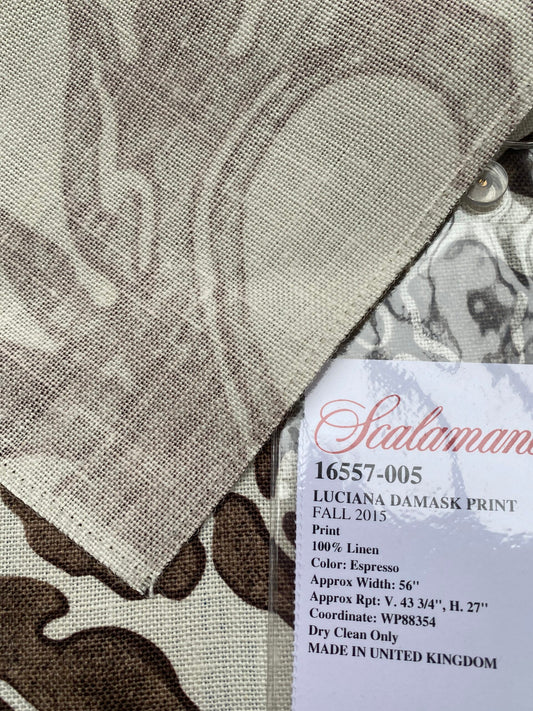 Scalaman
16557-005
LUCIANA DAMASK PRINT
FALL 2015
Print
100% Linen
Color: Espresso
Approx Width: 56"
Approx Rpt: V. 43 3/4", H. 27"
Coordinate: WP88354
Dry Clean Only
MADE IN UNITED KINGDOM